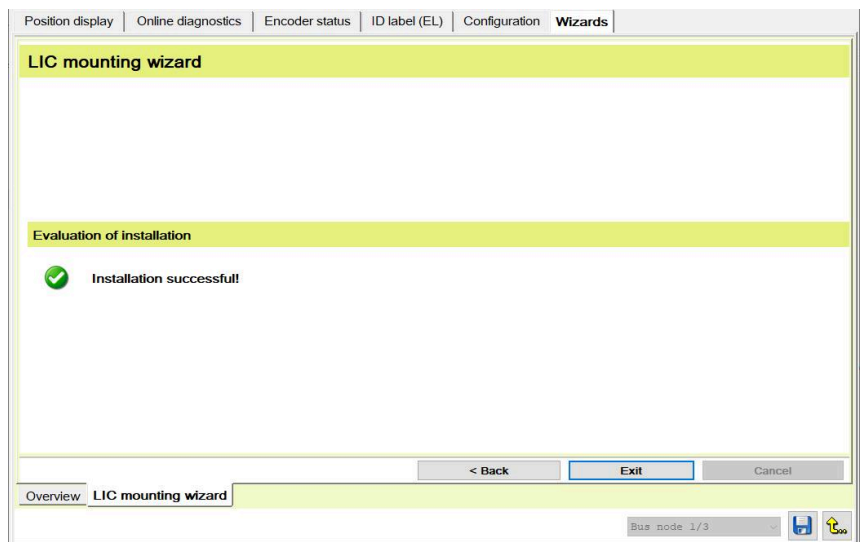 Position display Online diagnostics Encoder status ID label (EL) Configuration Wizards
LIC mounting wizard
Evaluation of installation
Installation successful!
< Back Exit Cancel
Overview LIC mounting wizard
Bus node 1/3